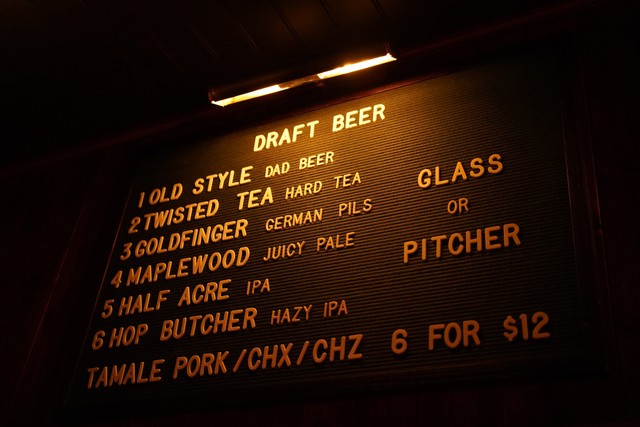 DRAFT BEER
1 OLD STYLE DAD BEER
2 TWISTED TEA HARD TEA
3 GOLDFINGER GERMAN PILS
4 MAPLEWOOD JUICY PALE
5 HALF ACRE IPA
6 HOP BUTCHER HAZY IPA
GLASS
OR
PITCHER
TAMALE PORK/CHX/CHZ 6 FOR $12